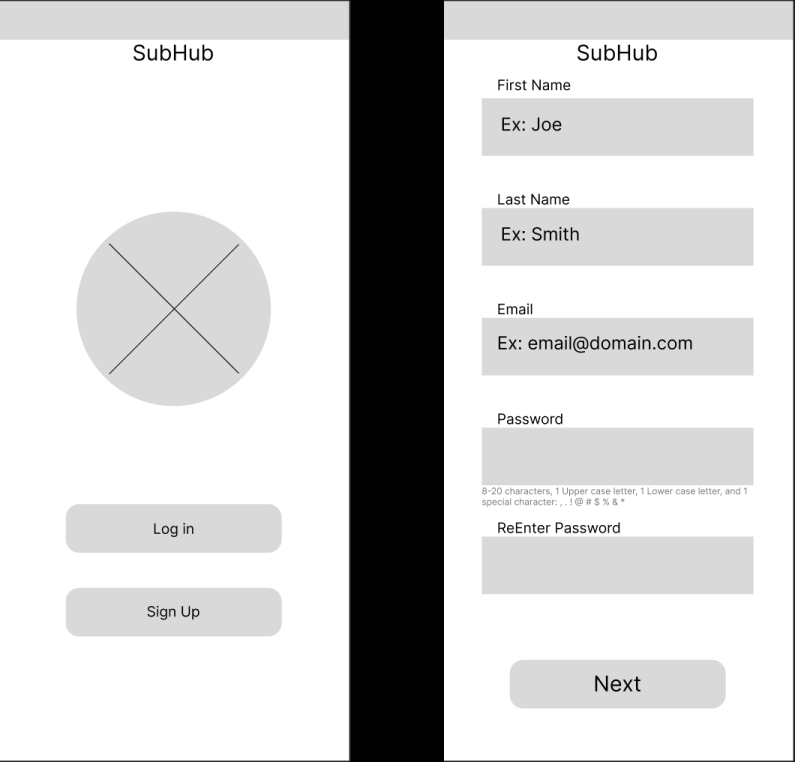 SubHub
Log in
Sign Up
SubHub
First Name
Ex: Joe
Last Name
Ex: Smith
Email
Ex: email@domain.com
Password
8-20 characters, 1 Upper case letter, 1 Lower case letter, and 1
special character: , . ! @ # $ % & *
ReEnter Password
Next